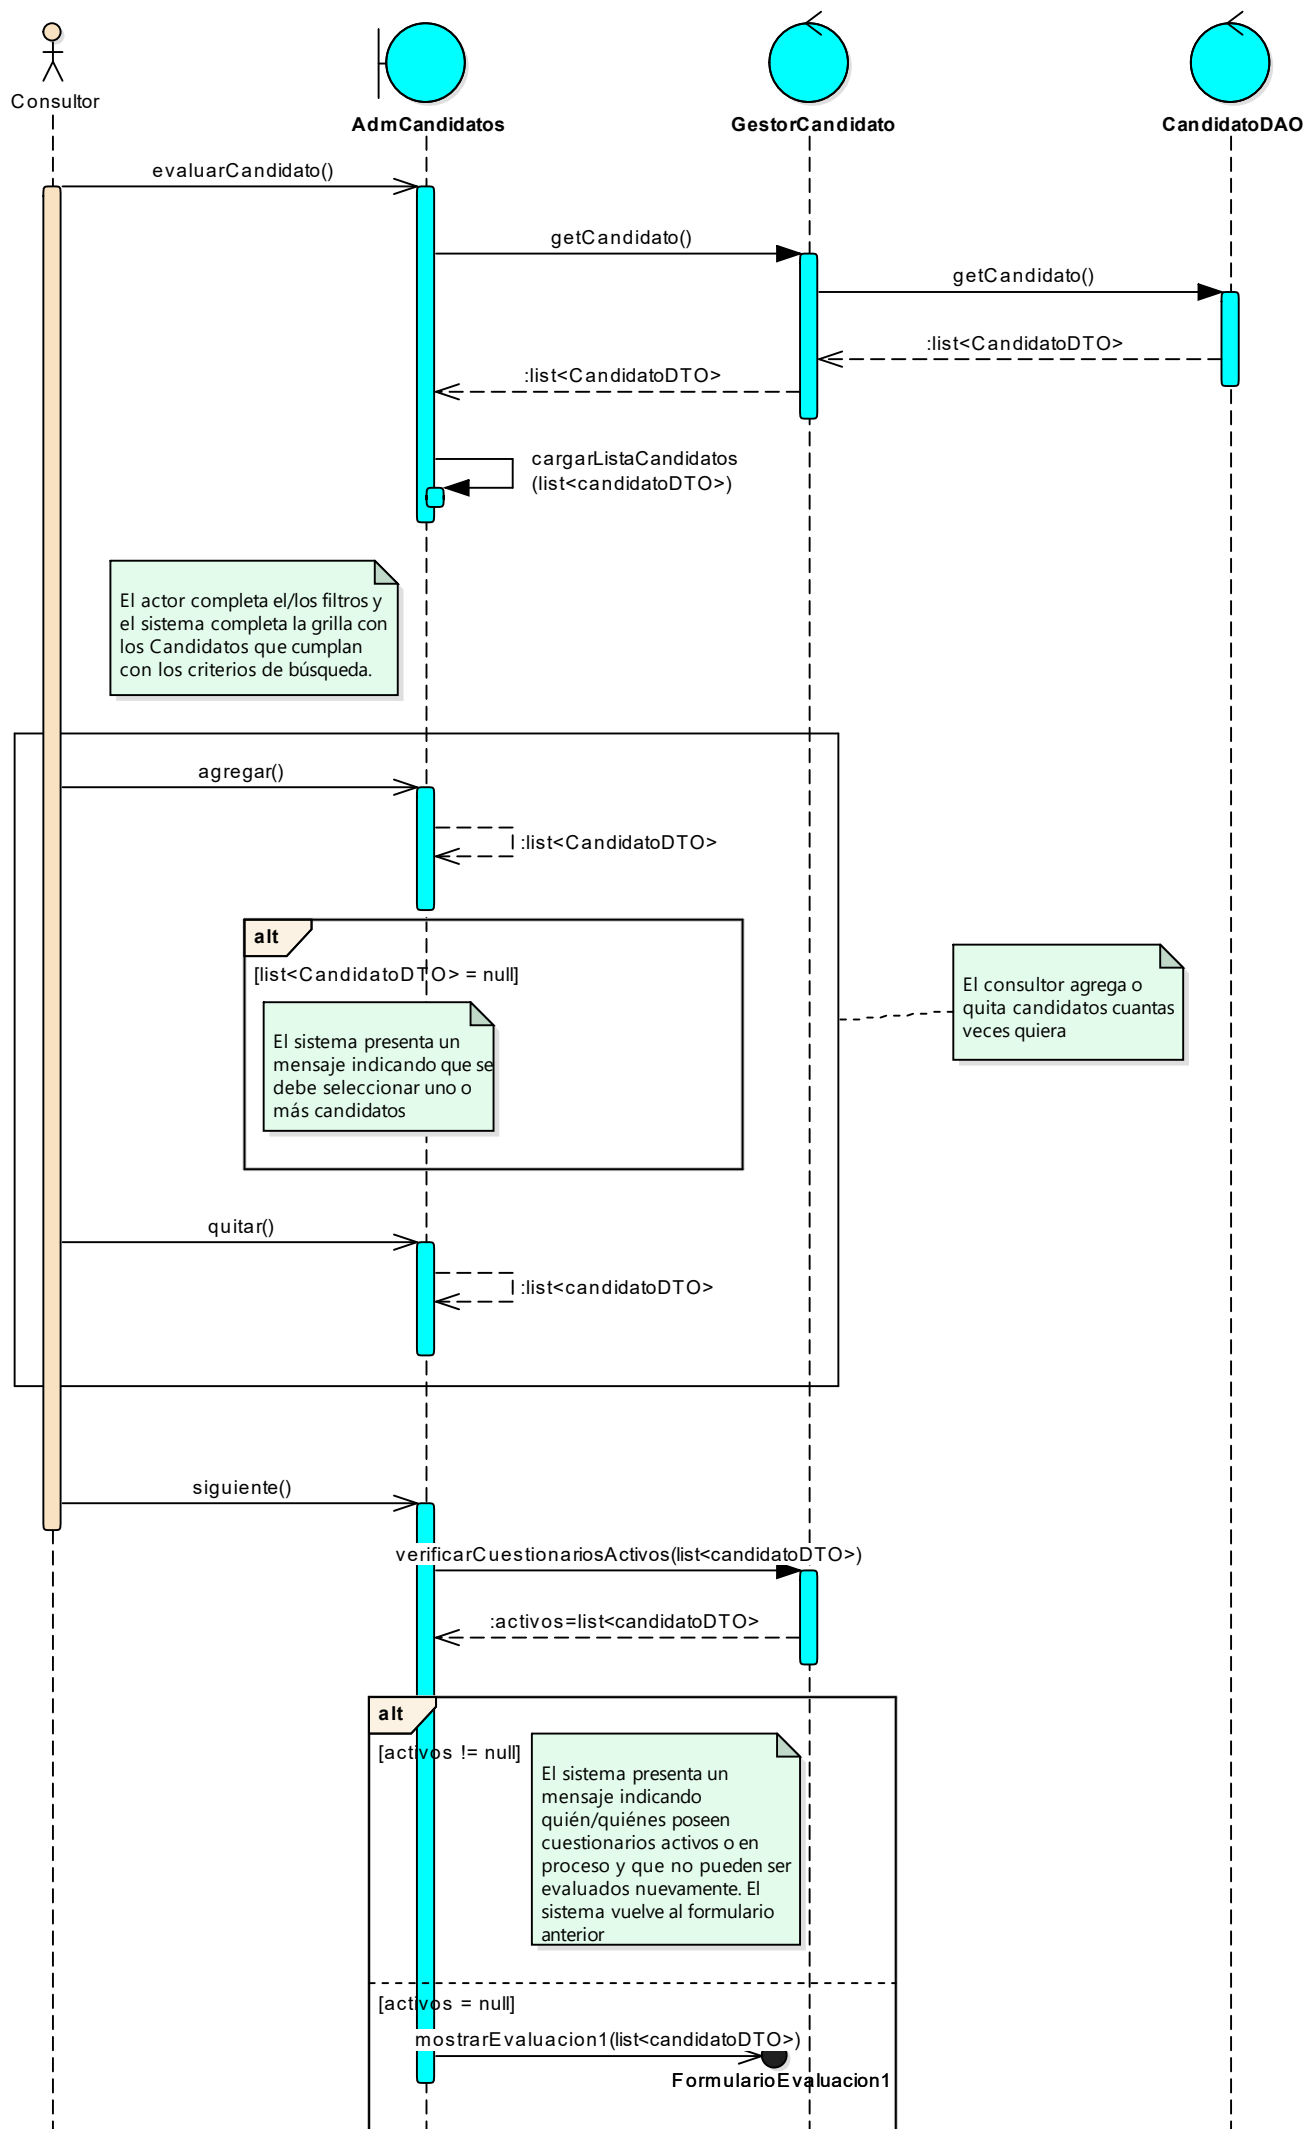 Consultor
AdmCandidatos
GestorCandidato
CandidatoDAO
evaluarCandidato()
getCandidato()
getCandidato()
:list<CandidatoDTO>
:list<CandidatoDTO>
cargarListaCandidatos
(list<candidatoDTO>)
El actor completa el/los filtros y
el sistema completa la grilla con
los Candidatos que cumplan
con los criterios de búsqueda.
agregar()
:list<CandidatoDTO>
alt
[list<CandidatoDTO> = null]
El sistema presenta un
mensaje indicando que se
debe seleccionar uno o
más candidatos
El consultor agrega o
quita candidatos cuantas
veces quiera
quitar()
:list<candidatoDTO>
siguiente()
verificarCuestionariosActivos(list<candidatoDTO>)
:activos=list<candidatoDTO>
alt
[activos != null]
El sistema presenta un
mensaje indicando
quién/quiénes poseen
cuestionarios activos o en
proceso y que no pueden ser
evaluados nuevamente. El
sistema vuelve al formulario
anterior
[activos = null]
mostrarEvaluacion1(list<candidatoDTO>)
FormularioEvaluacion1